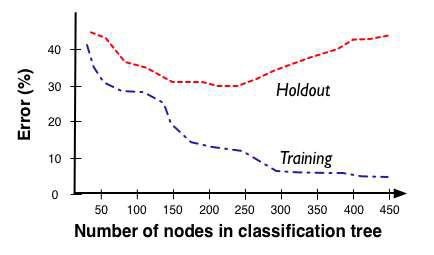 Error (%)
40
30
20
10
0
Holdout
Training
50 100 150 200 250 300 350 400 450
Number of nodes in classification tree